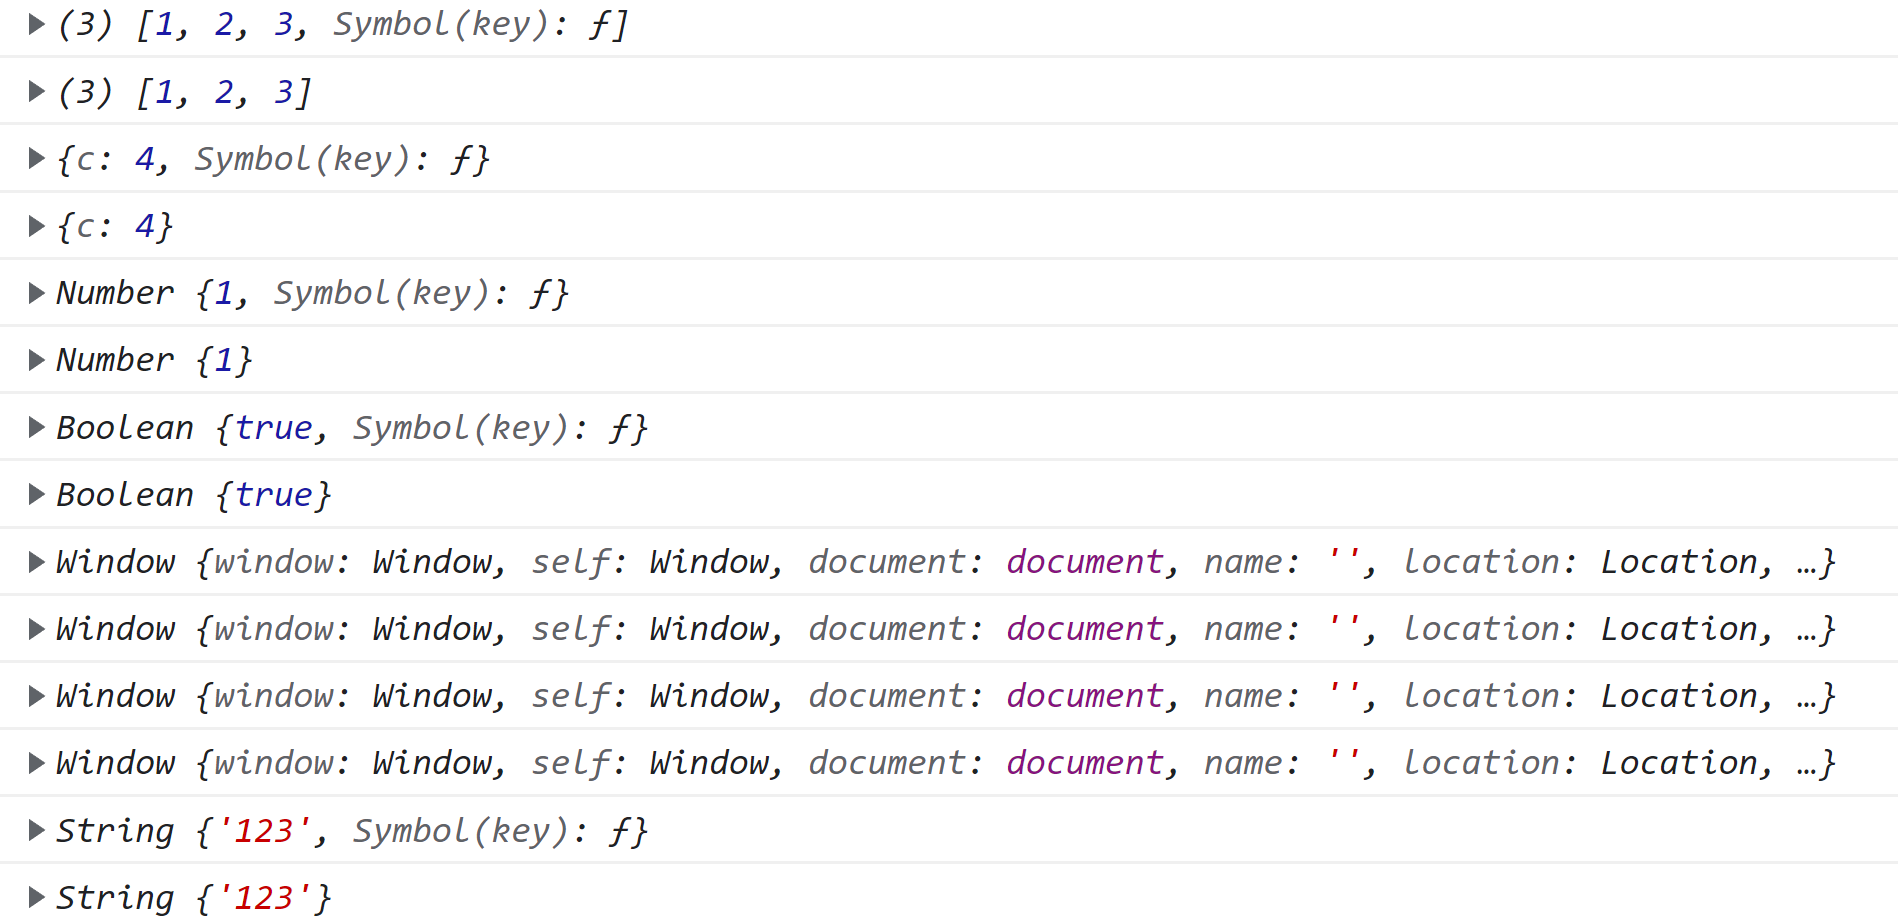 ▶(3) [1, 2, 3, Symbol(key): ƒ]
▶(3) [1, 2, 3]
▶{c: 4, Symbol(key): ƒ}
▶{c: 4}
▶Number {1, Symbol(key): ƒ}
▶Number {1}
▶Boolean {true, Symbol(key): ƒ}
▶Boolean {true}
▶Window {window: Window, self: Window, document: document, name: '', location: Location, …}
▶Window {window: Window, self: Window, document: document, name: '', location: Location, …}
▶Window {window: Window, self: Window, document: document, name: '', location: Location, …}
▶Window {window: Window, self: Window, document: document, name: '', location: Location, …}
▶String {'123', Symbol(key): ƒ}
▶String {'123'}